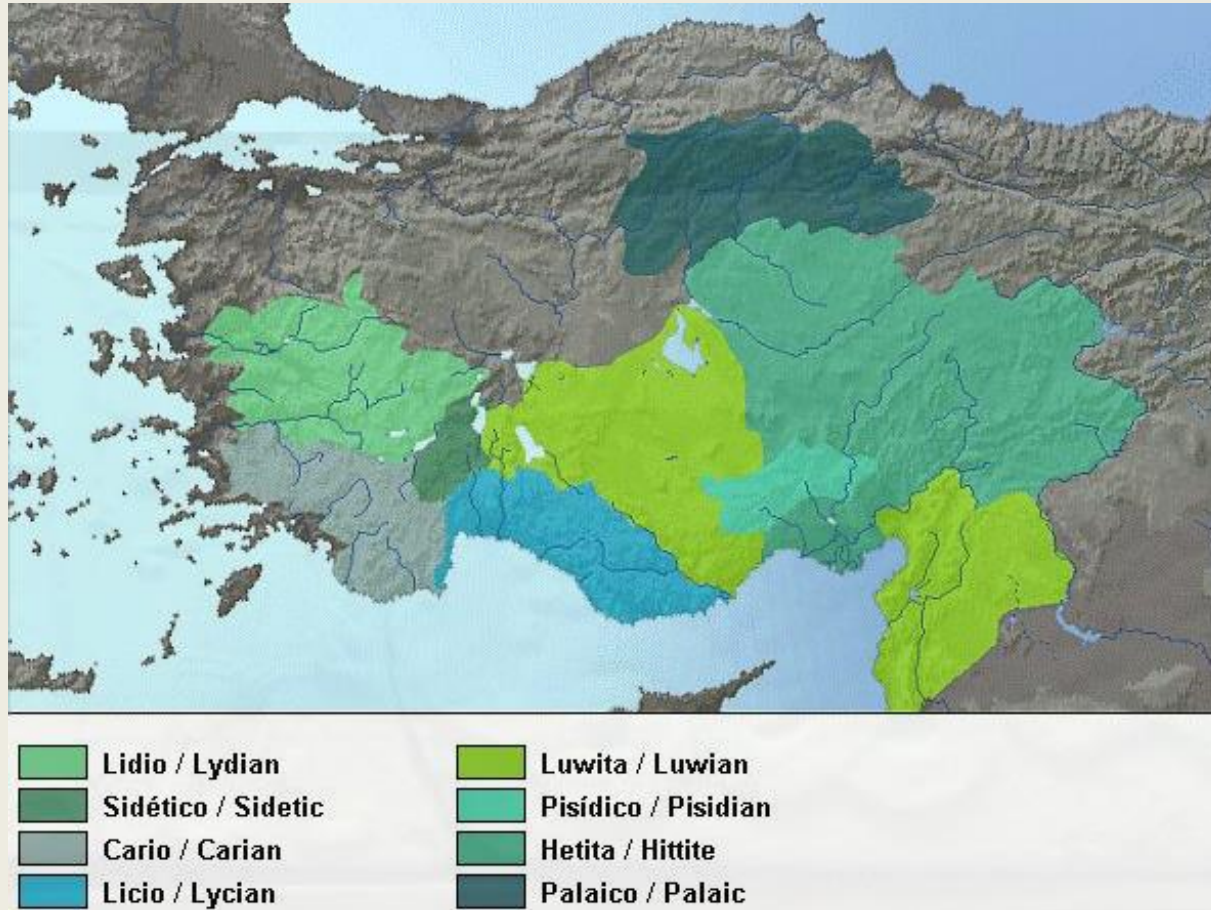 Lidio / Lydian
Sidético / Sidetic
Cario / Carian
Licio / Lycian
Luwita / Luwian
Pisídico / Pisidian
Hetita / Hittite
Palaico / Palaic